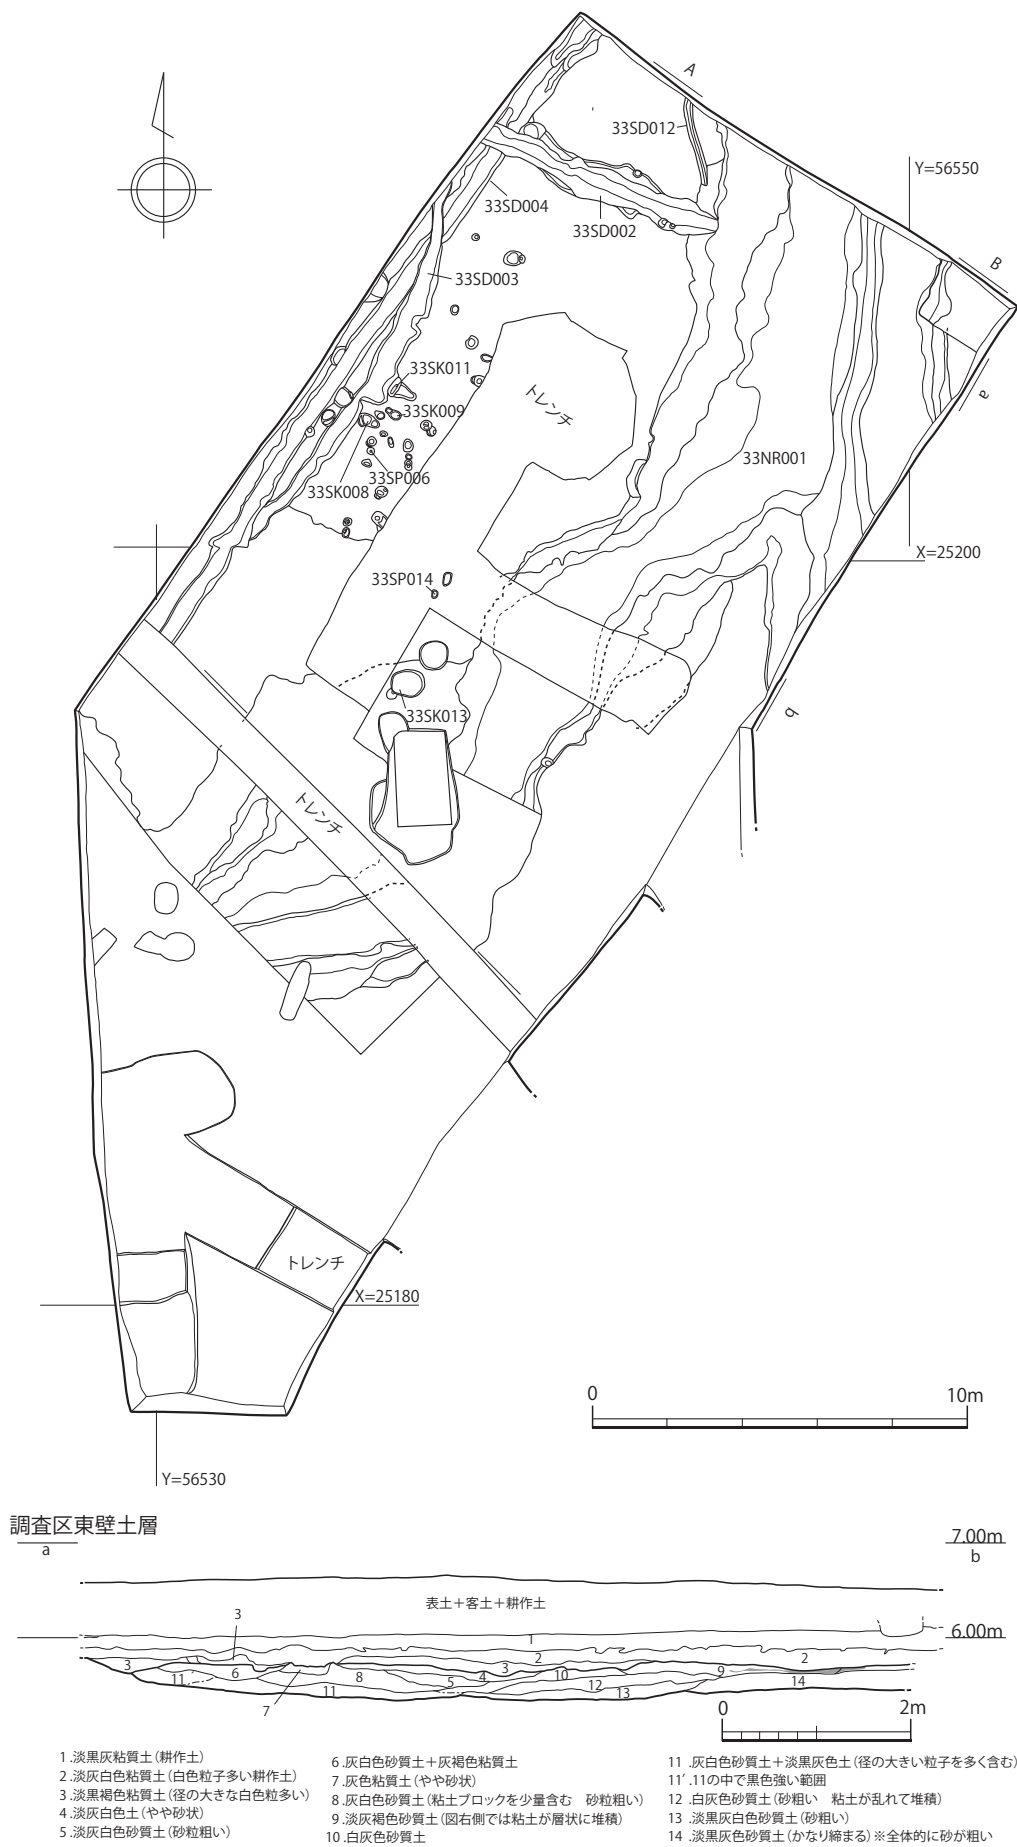 A
33SD012
Y=56550
33SD004
33SD002
B
33SD003
a
33SK011
トレンチ
33SK009
33NR001
33SP006
33SK008
X=25200
33SP014
33SK013
b
トレンチ
トレンチ
X=25180
0 10m
Y=56530
調査区東壁土層
a 7.00m
b
表土+客土+耕作土
3 1 6.00m
2 2
3 3 9
11 6 8 5 4 10 12 14
7 11 13
0 2m
1 .淡黒灰粘質土(耕作土)
2 .淡灰白色粘質土(白色粒子多い耕作土)
3 .淡黒褐色粘質土(径の大きな白色粒多い)
4 .淡灰白色土(やや砂状)
5 .淡灰白色砂質土(砂粒粗い)
6 .灰白色砂質土+灰褐色粘質土
7 .灰色粘質土(やや砂状)
8 .灰白色砂質土(粘土ブロックを少量含む 砂粒粗い)
9 .淡灰褐色砂質土(図右側では粘土が層状に堆積)
10 .白灰色砂質土
11 .灰白色砂質土+淡黒灰色土(径の大きい粒子を多く含む)
11′ .11の中で黒色強い範囲
12 .白灰色砂質土(砂粗い 粘土が乱れて堆積)
13 .淡黒灰白色砂質土(砂粗い)
14 .淡黒灰色砂質土(かなり締まる)※全体的に砂が粗い